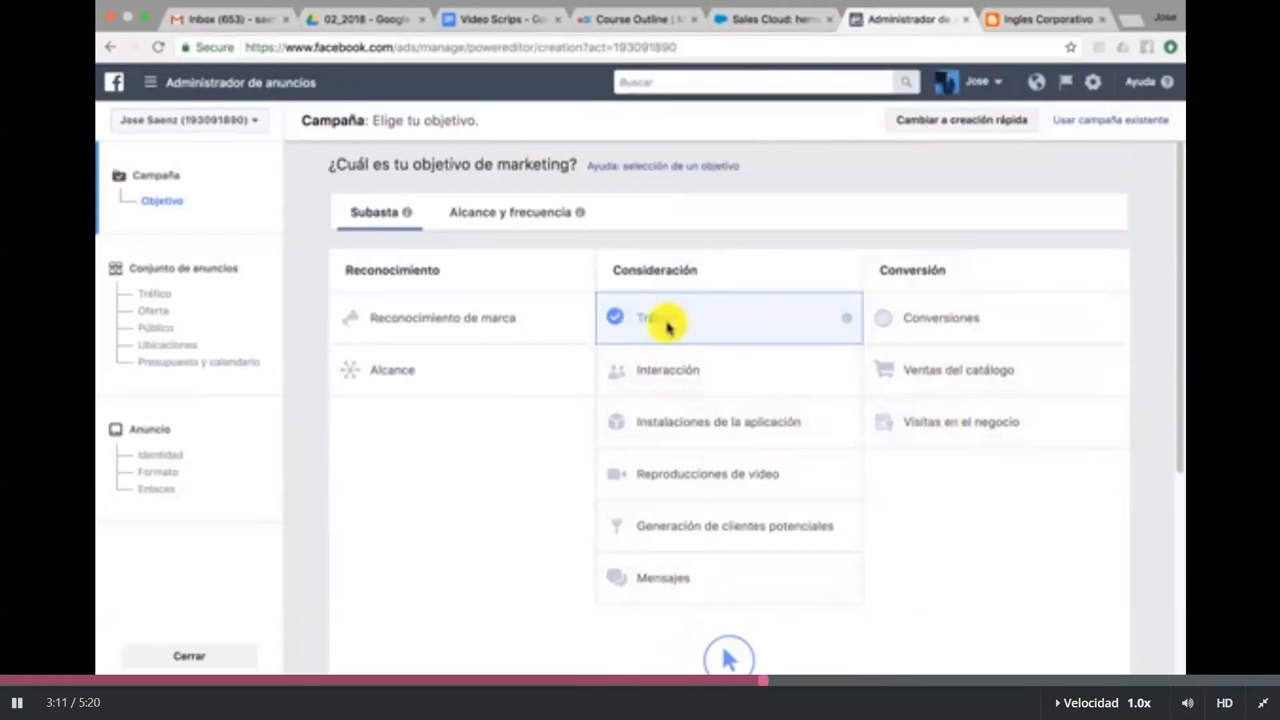 Inbox (653) - saen
02_2018 - Google
Video Scrips - Go
Course Outline | M
Sales Cloud: herra
Administrador de
Ingles Corporativo
Jose
Secure https://www.facebook.com/ads/manage/powereditor/creation?act=193091890
Administrador de anuncios
Buscar
Jose
Ayuda
Jose Saenz (193091890)
Campaña: Elige tu objetivo.
Cambiar a creación rápida
Usar campaña existente
Campaña
Objetivo
Conjunto de anuncios
Tráfico
Oferta
Público
Ubicaciones
Presupuesto y calendario
Anuncio
Identidad
Formato
Enlaces
Cerrar
¿Cuál es tu objetivo de marketing? Ayuda: selección de un objetivo
Subasta
Alcance y frecuencia
Reconocimiento
Reconocimiento de marca
Alcance
Consideración
Interacción
Instalaciones de la aplicación
Reproducciones de video
Generación de clientes potenciales
Mensajes
Conversión
Conversiones
Ventas del catálogo
Visitas en el negocio
3:11 / 5:20
Velocidad 1.0x
HD